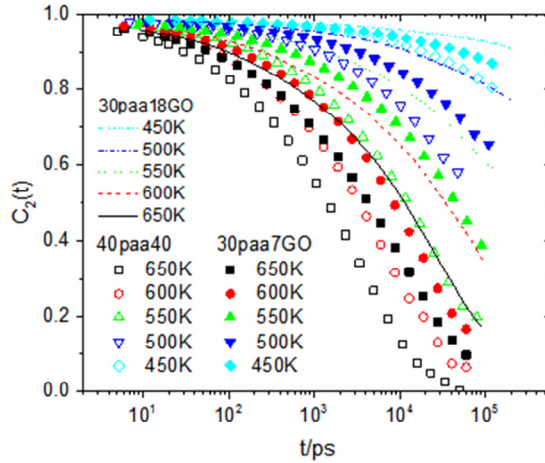 1.0
0.8
0.6
0.4
0.2
0.0
C₂(t)
30paa18GO
450K
500K
550K
600K
650K
40paa40 30paa7GO
650K 650K
600K 600K
550K 550K
500K 500K
450K 450K
10¹ 10² 10³ 10⁴ 10⁵
t/ps